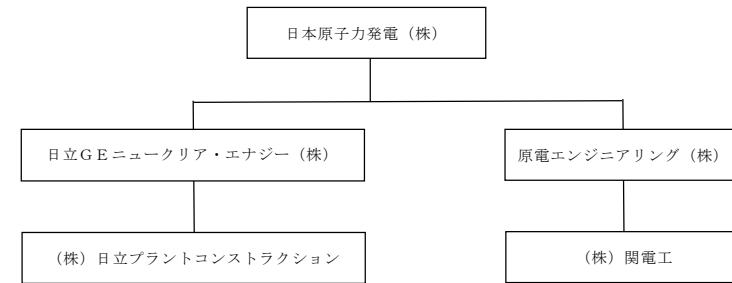 日本原子力発電（株）
日立ＧＥニュークリア・エナジー（株）
原電エンジニアリング（株）
（株）日立プラントコンストラクション
（株）関電工